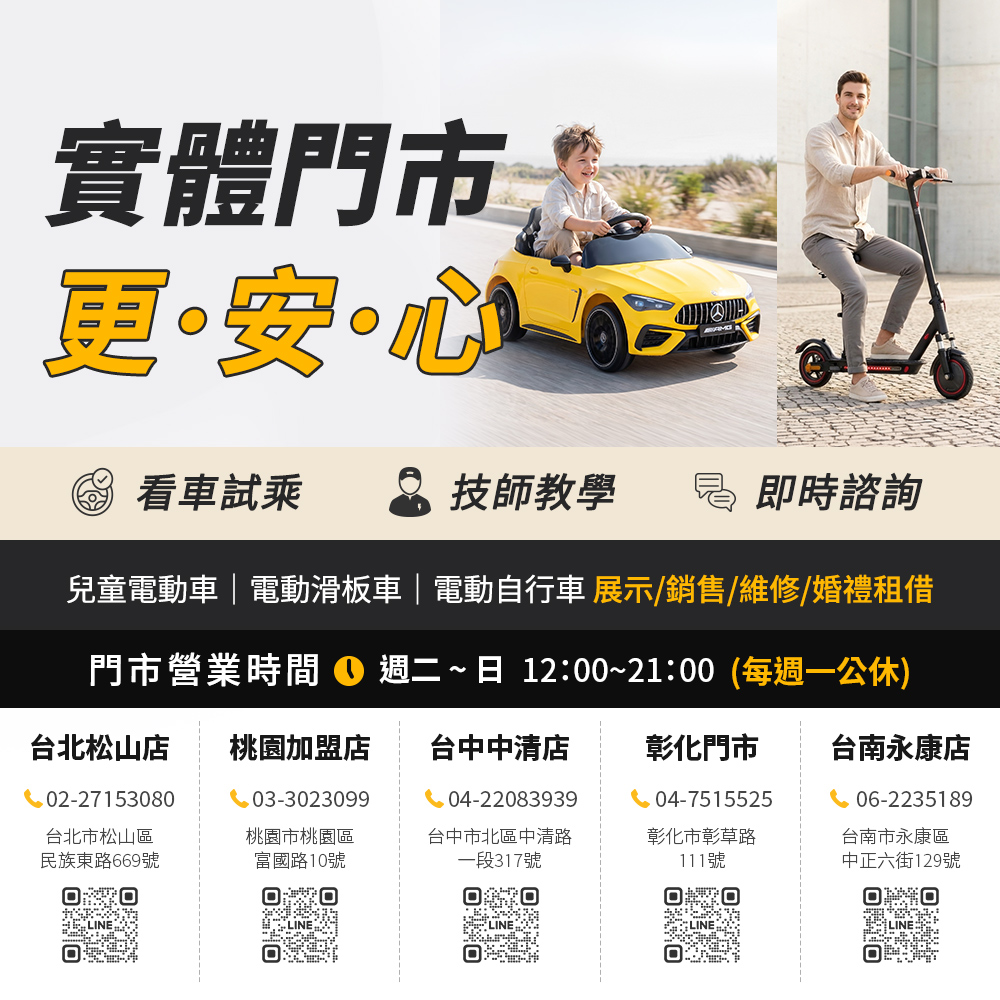 實體門市
更·安·心
AMG
看車試乘
技師教學
即時諮詢
兒童電動車｜電動滑板車｜電動自行車 展示/銷售/維修/婚禮租借
門市營業時間 週二~日 12:00~21:00 (每週一公休)
台北松山店
02-27153080
台北市松山區
民族東路669號
LINE
桃園加盟店
03-3023099
桃園市桃園區
富國路10號
LINE
台中中清店
04-22083939
台中市北區中清路
一段317號
LINE
彰化門市
04-7515525
彰化市彰草路
111號
LINE
台南永康店
06-2235189
台南市永康區
中正六街129號
LINE